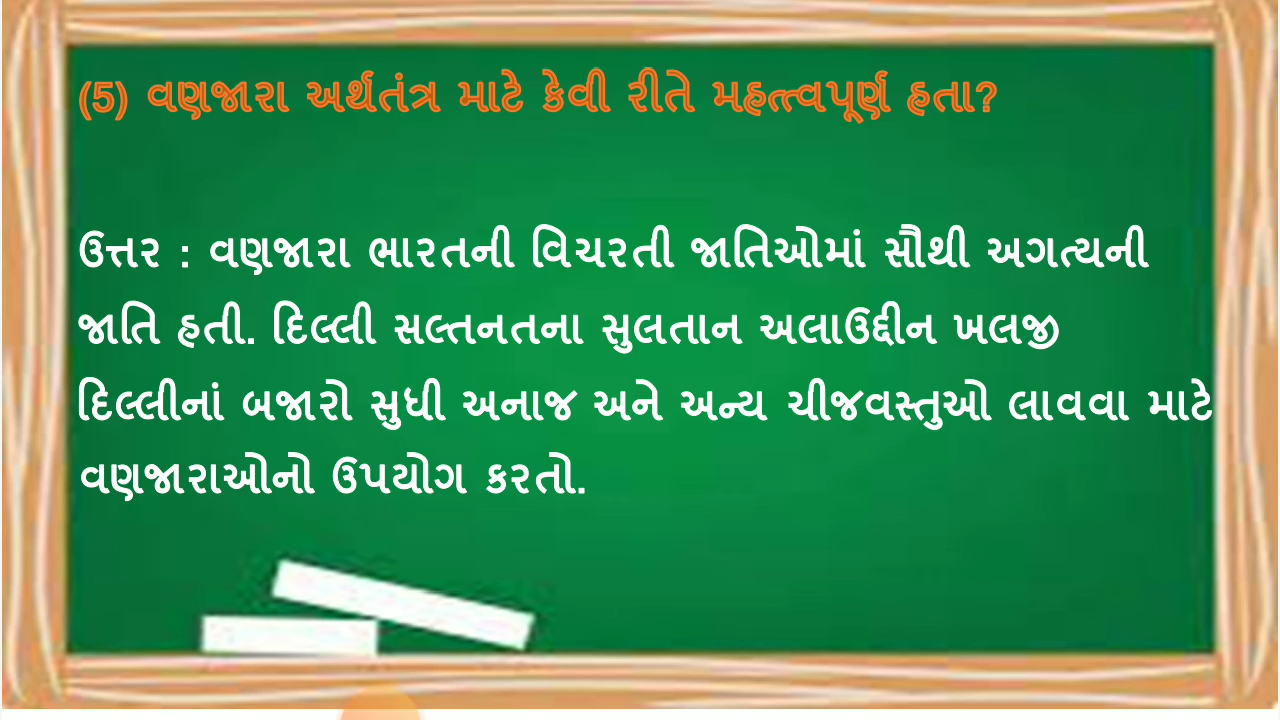 (5) વણજારા અર્થતંત્ર માટે કેવી રીતે મહત્ત્વપૂર્ણ હતા?
ઉત્તર : વણજારા ભારતની વિચરતી જાતિઓમાં સૌથી અગત્યની
જાતિ હતી. દિલ્લી સલ્તનતના સુલતાન અલાઉદ્દીન ખલજી
દિલ્લીનાં બજારો સુધી અનાજ અને અન્ય ચીજવસ્તુઓ લાવવા માટે
વણજારાઓનો ઉપયોગ કરતો.